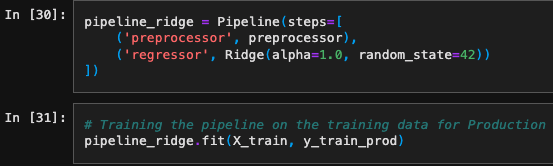 In [30]:
pipeline_ridge = Pipeline(steps=[
    ('preprocessor', preprocessor),
    ('regressor', Ridge(alpha=1.0, random_state=42))
])
In [31]:
# Training the pipeline on the training data for Production
pipeline_ridge.fit(X_train, y_train_prod)